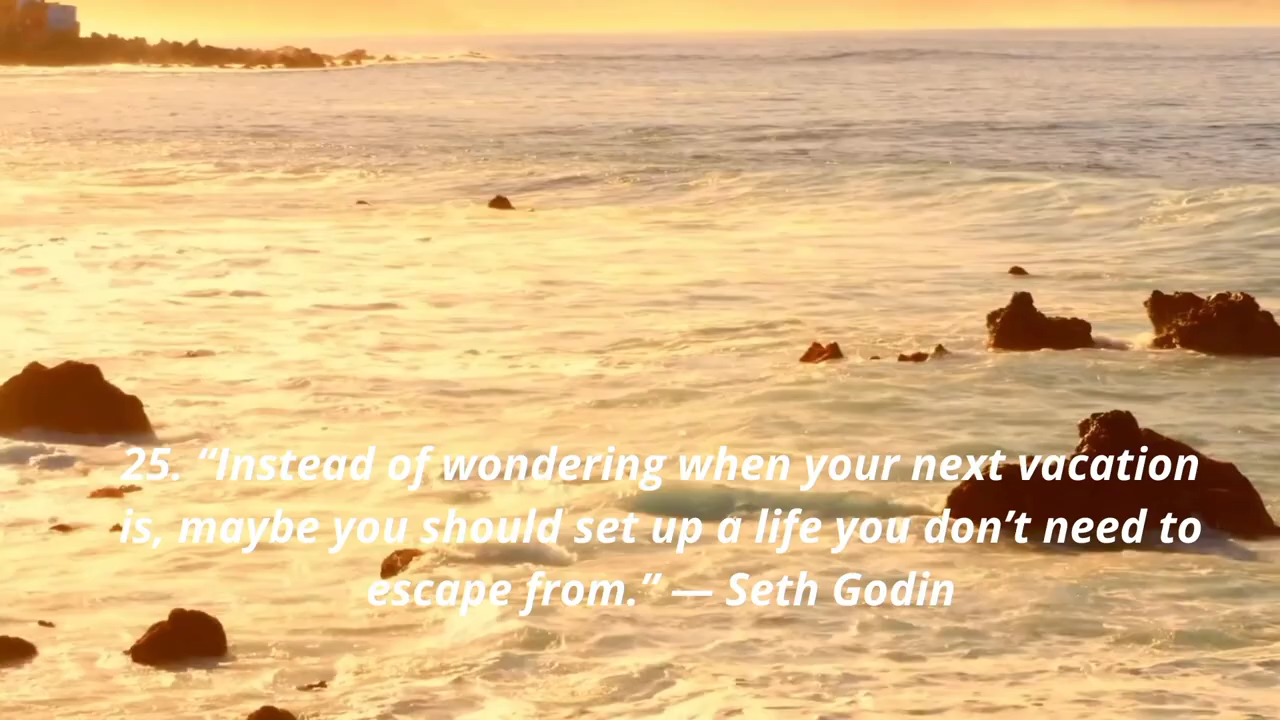 25. “Instead of wondering when your next vacation
is, maybe you should set up a life you don’t need to
escape from.” — Seth Godin